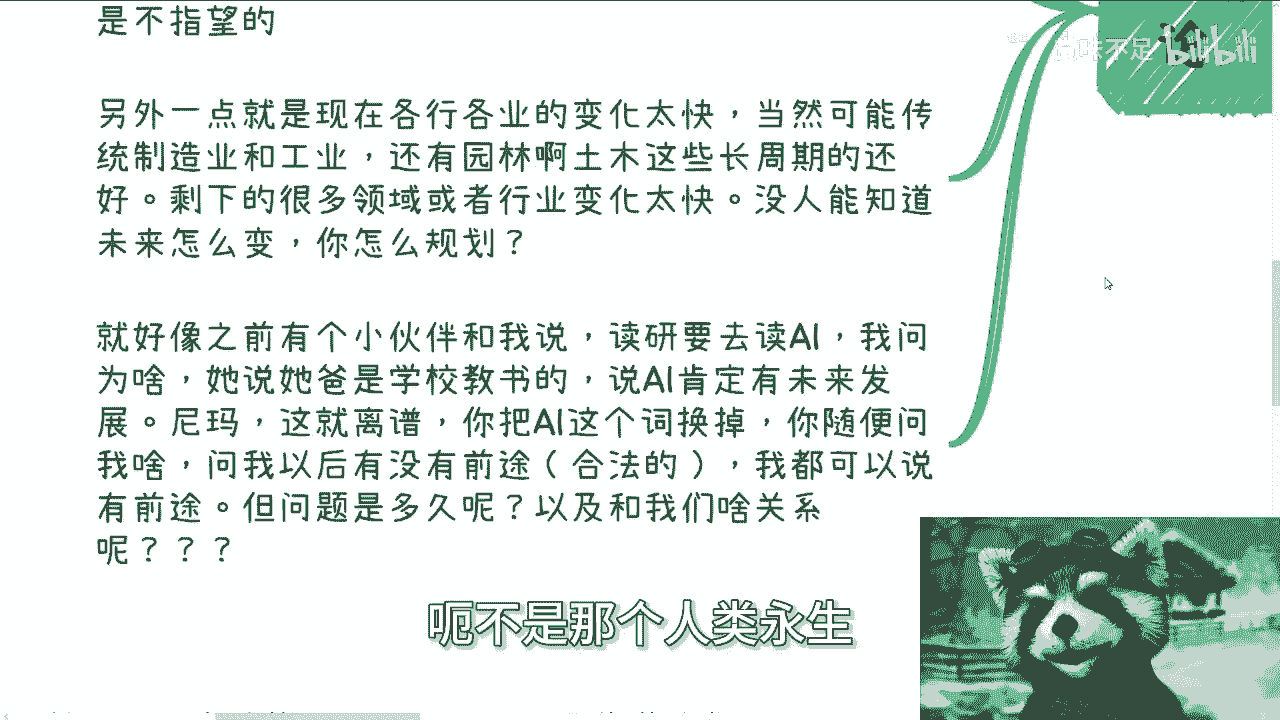 是不指望的
味不足 bilibili
另外一点就是现在各行各业的变化太快，当然可能传
统制造业和工业，还有园林啊土木这些长周期的还
好。剩下的很多领域或者行业变化太快。没人能知道
未来怎么变，你怎么规划？
就好像之前有个小伙伴和我说，读研要去读AI，我问
为啥，她说她爸是学校教书的，说AI肯定有未来发
展。尼玛，这就离谱，你把AI这个词换掉，你随便问
我啥，问我以后有没有前途（合法的），我都可以说
有前途。但问题是多久呢？以及和我们啥关系
呢？？？
呃不是那个人类永生